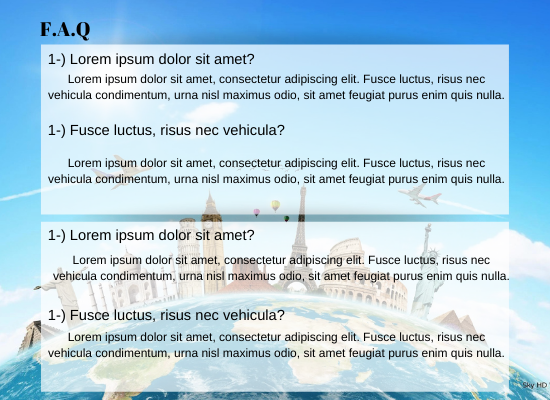 F.A.Q
1-) Lorem ipsum dolor sit amet?
Lorem ipsum dolor sit amet, consectetur adipiscing elit. Fusce luctus, risus nec
vehicula condimentum, urna nisl maximus odio, sit amet feugiat purus enim quis nulla.
1-) Fusce luctus, risus nec vehicula?
Lorem ipsum dolor sit amet, consectetur adipiscing elit. Fusce luctus, risus nec
vehicula condimentum, urna nisl maximus odio, sit amet feugiat purus enim quis nulla.
1-) Lorem ipsum dolor sit amet?
Lorem ipsum dolor sit amet, consectetur adipiscing elit. Fusce luctus, risus nec
vehicula condimentum, urna nisl maximus odio, sit amet feugiat purus enim quis nulla.
1-) Fusce luctus, risus nec vehicula?
Lorem ipsum dolor sit amet, consectetur adipiscing elit. Fusce luctus, risus nec
vehicula condimentum, urna nisl maximus odio, sit amet feugiat purus enim quis nulla.
Sky HD